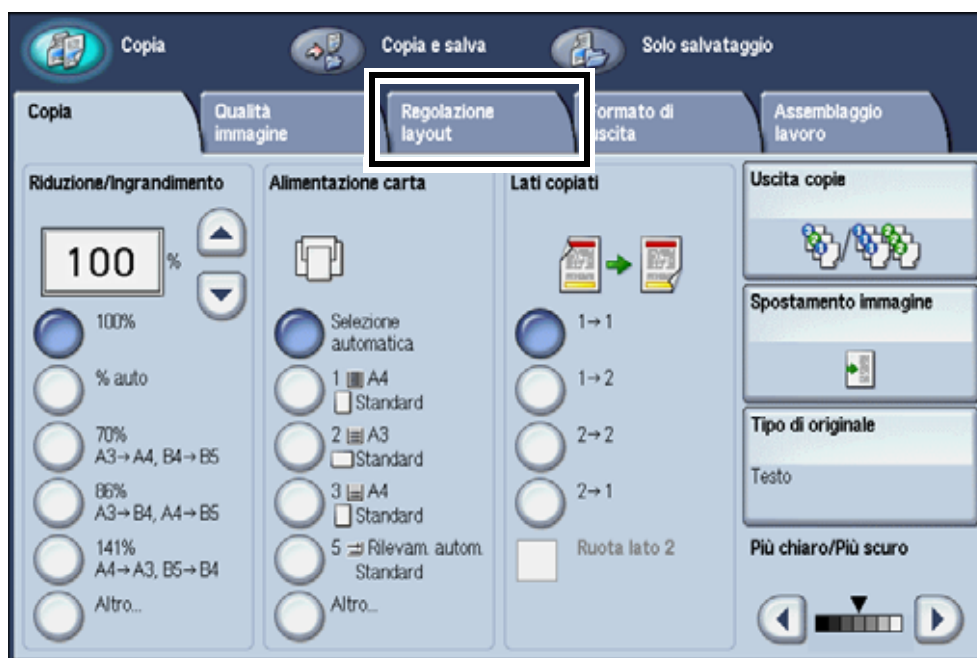 Copia
Copia e salva
Solo salvataggio
Copia
Qualità
immagine
Regolazione
layout
Formato di
uscita
Assemblaggio
lavoro
Riduzione/Ingrandimento
100 %
100%
% auto
70%
A3→A4, B4→B5
86%
A3→B4, A4→B5
141%
A4→A3, B5→B4
Altro...
Alimentazione carta
Selezione
automatica
1 A4
Standard
2 A3
Standard
3 A4
Standard
5 Rilevam. autom.
Standard
Altro...
Lati copiati
1→1
1→2
2→2
2→1
Ruota lato 2
Uscita copie
Spostamento immagine
Tipo di originale
Testo
Più chiaro/Più scuro